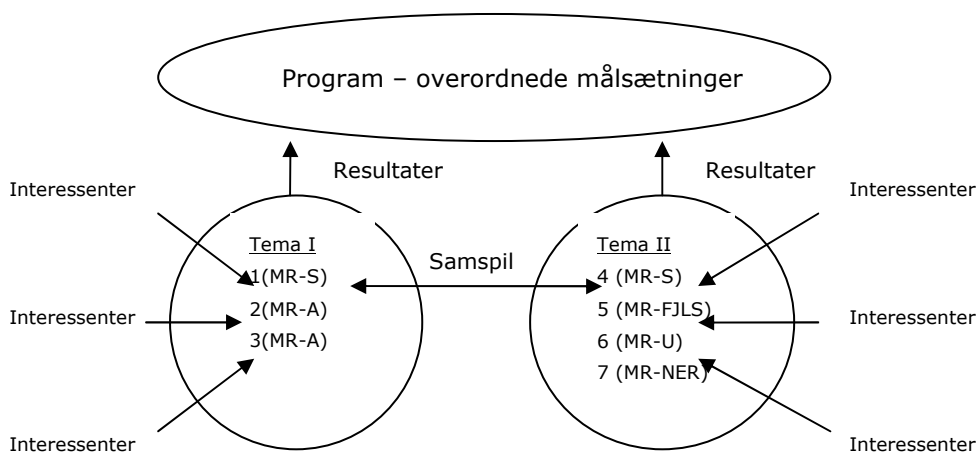 Program – overordnede målsætninger
Resultater
Resultater
Interessenter
Interessenter
Tema I
1(MR-S)
2(MR-A)
3(MR-A)
Samspil
Tema II
4 (MR-S)
5 (MR-FJLS)
6 (MR-U)
7 (MR-NER)
Interessenter
Interessenter
Interessenter
Interessenter